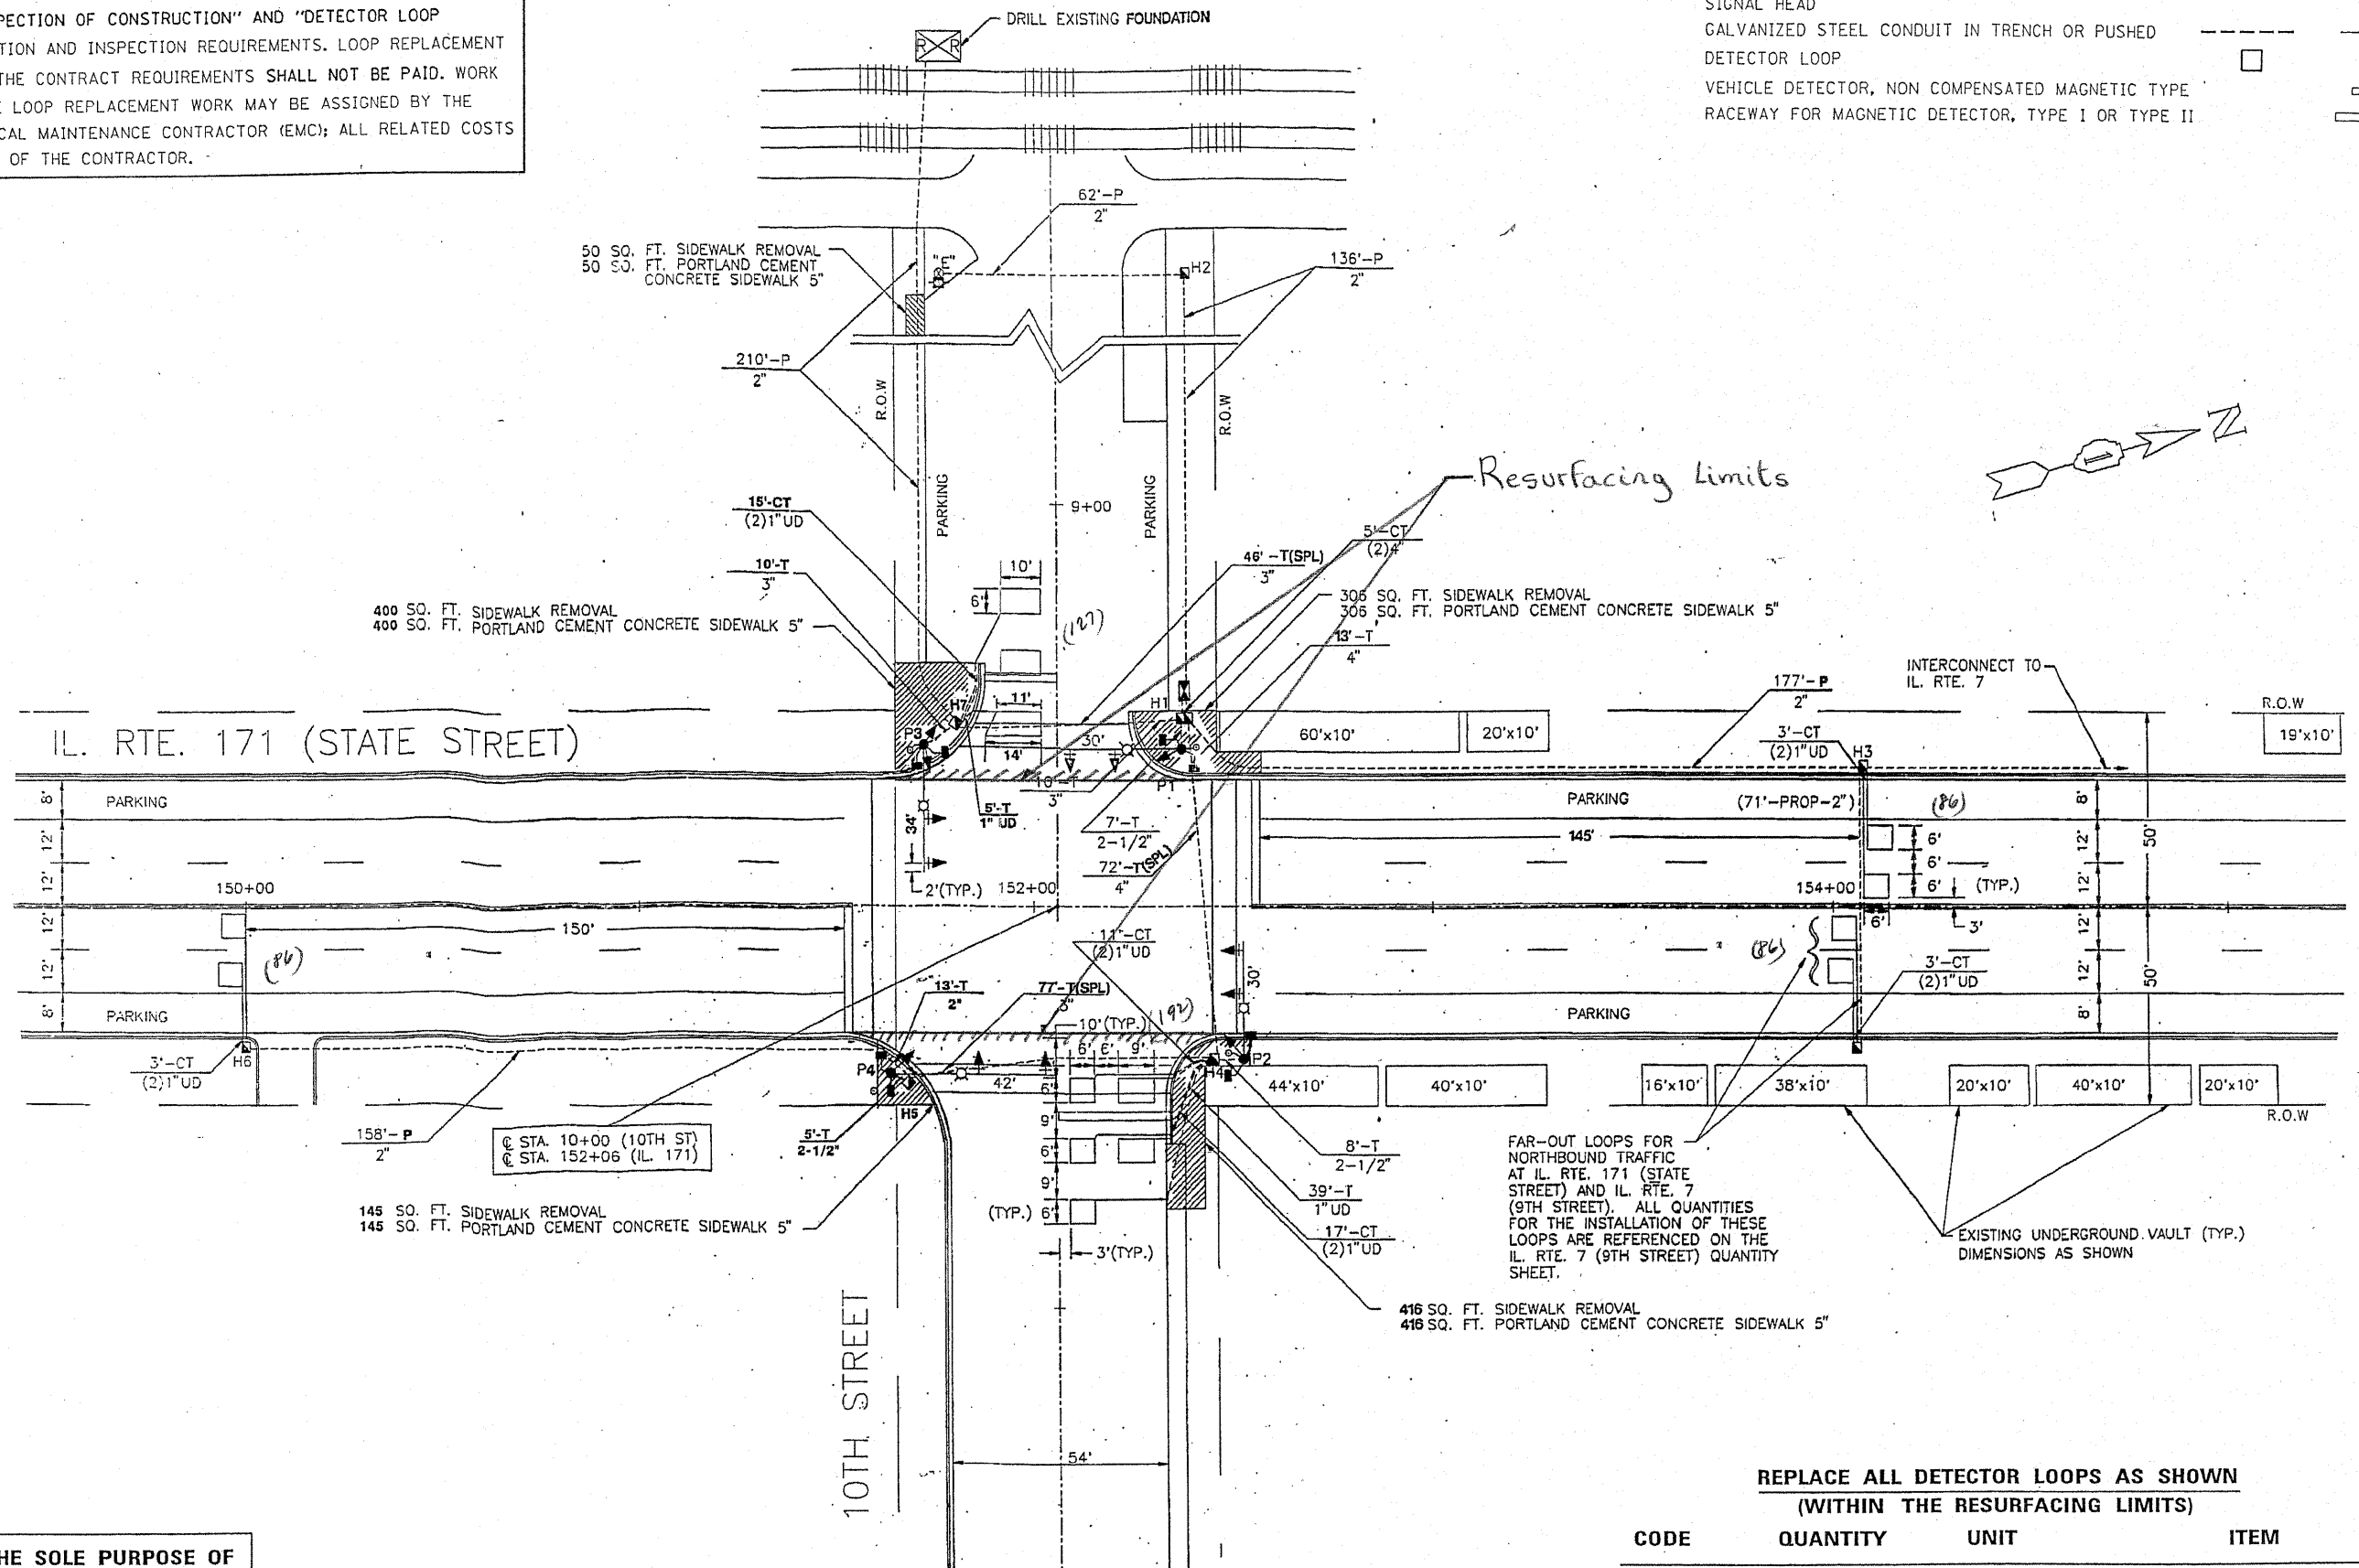 PECTION OF CONSTRUCTION" AND "DETECTOR LOOP
TION AND INSPECTION REQUIREMENTS. LOOP REPLACEMENT
THE CONTRACT REQUIREMENTS SHALL NOT BE PAID. WORK
LOOP REPLACEMENT WORK MAY BE ASSIGNED BY THE
CAL MAINTENANCE CONTRACTOR (EMC); ALL RELATED COSTS
OF THE CONTRACTOR.
DRILL EXISTING FOUNDATION
R R
SIGNAL HEAD
GALVANIZED STEEL CONDUIT IN TRENCH OR PUSHED
DETECTOR LOOP
VEHICLE DETECTOR, NON COMPENSATED MAGNETIC TYPE
RACEWAY FOR MAGNETIC DETECTOR, TYPE I OR TYPE II
62'-P
2"
50 SQ. FT. SIDEWALK REMOVAL
50 SQ. FT. PORTLAND CEMENT
CONCRETE SIDEWALK 5"
"E"
H2
136'-P
2"
210'-P
2"
R.O.W
R.O.W
PARKING
PARKING
9+00
Resurfacing Limits
N
15'-CT
(2)1"UD
10'-T
3"
10'
6'
(127)
46'-T(SPL)
3"
5'-CT
(2)4"
400 SQ. FT. SIDEWALK REMOVAL
400 SQ. FT. PORTLAND CEMENT CONCRETE SIDEWALK 5"
306 SQ. FT. SIDEWALK REMOVAL
306 SQ. FT. PORTLAND CEMENT CONCRETE SIDEWALK 5"
13'-T
4"
INTERCONNECT TO
IL. RTE. 7
177'-P
2"
IL. RTE. 171 (STATE STREET)
H7
P3
11'
14'
30'
H1
P1
60'x10'
20'x10'
3'-CT
(2)1"UD
H3
R.O.W
19'x10'
10'-T
3"
5'-T
1" UD
7'-T
2-1/2"
72'-T(SPL)
4"
34'
2'(TYP.)
152+00
8'
12'
12'
12'
12'
8'
PARKING
150+00
150'
(86)
PARKING
PARKING
(71'-PROP-2")
(86)
145'
6'
6'
6'
(TYP.)
154+00
6'
3'
8'
12'
12'
12'
12'
8'
50'
50'
(86)
3'-CT
(2)1"UD
PARKING
11'-CT
(2)1"UD
30'
13'-T
2"
77'-T(SPL)
3"
(192)
10'(TYP.)
6' 6' 9'
3'-CT
(2)1"UD
H6
P4
H5
42'
H4
P2
6'
9'
6'
9'
(TYP.) 6'
3'(TYP.)
44'x10'
40'x10'
16'x10'
38'x10'
20'x10'
40'x10'
20'x10'
R.O.W
158'-P
2"
℄ STA. 10+00 (10TH ST)
℄ STA. 152+06 (IL. 171)
5'-T
2-1/2"
8'-T
2-1/2"
39'-T
1"UD
17'-CT
(2)1"UD
145 SQ. FT. SIDEWALK REMOVAL
145 SQ. FT. PORTLAND CEMENT CONCRETE SIDEWALK 5"
FAR-OUT LOOPS FOR
NORTHBOUND TRAFFIC
AT IL. RTE. 171 (STATE
STREET) AND IL. RTE. 7
(9TH STREET). ALL QUANTITIES
FOR THE INSTALLATION OF THESE
LOOPS ARE REFERENCED ON THE
IL. RTE. 7 (9TH STREET) QUANTITY
SHEET.
EXISTING UNDERGROUND VAULT (TYP.)
DIMENSIONS AS SHOWN
416 SQ. FT. SIDEWALK REMOVAL
416 SQ. FT. PORTLAND CEMENT CONCRETE SIDEWALK 5"
10TH STREET
54'
REPLACE ALL DETECTOR LOOPS AS SHOWN
(WITHIN THE RESURFACING LIMITS)
CODE QUANTITY UNIT ITEM
HE SOLE PURPOSE OF